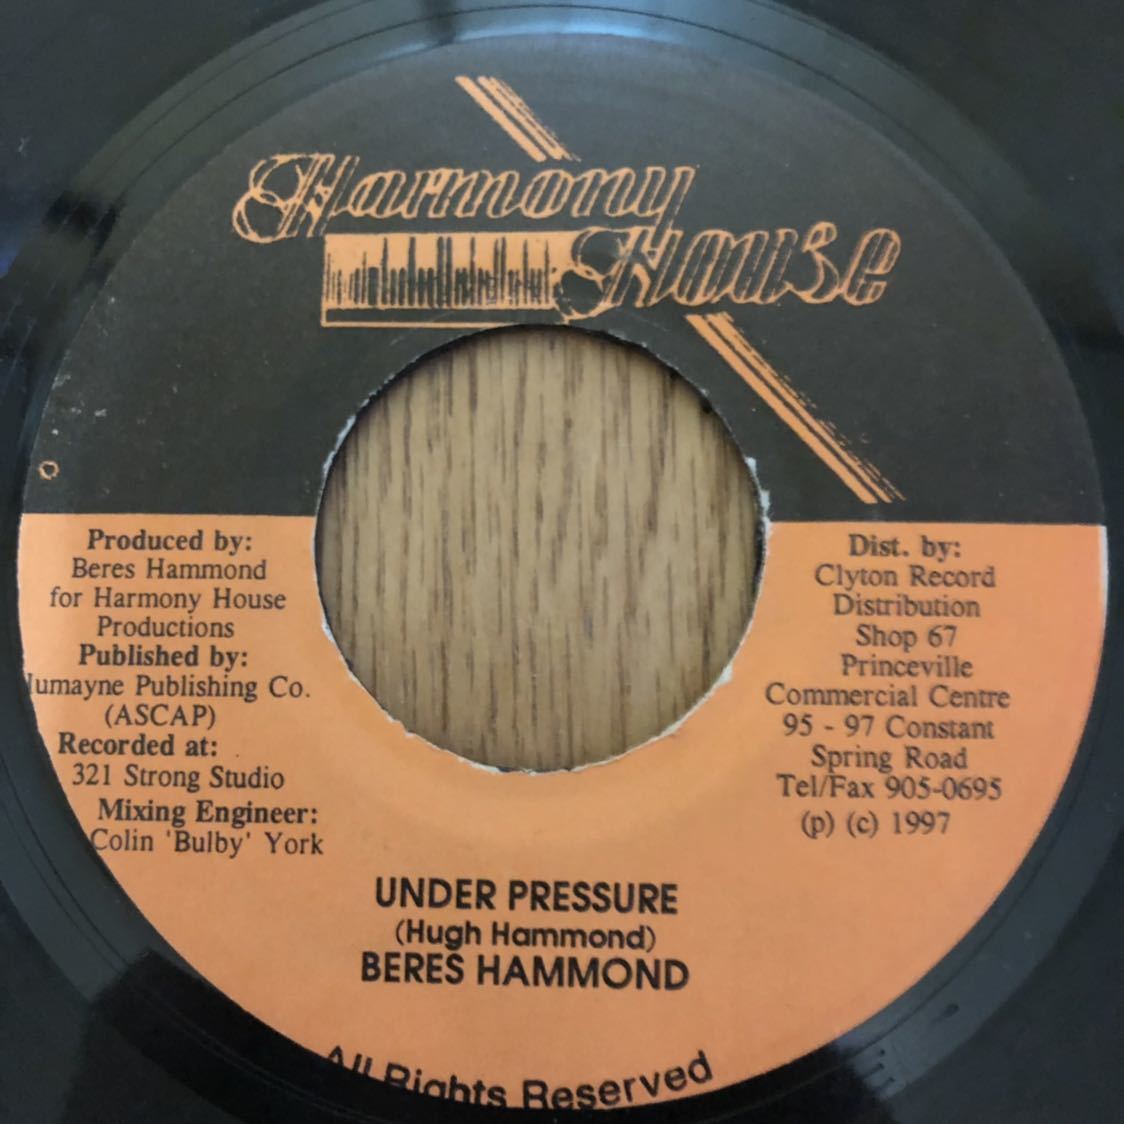 Harmony
House
Produced by:
Beres Hammond
for Harmony House
Productions
Published by:
Publishing Co.
(ASCAP)
Recorded at:
321 Strong Studio
Mixing Engineer:
Colin 'Bulby' York
Dist. by:
Clyton Record
Distribution
Shop 67
Princeville
Commercial Centre
95 - 97 Constant
Spring Road
Tel/Fax 905-0695
(p) (c) 1997
UNDER PRESSURE
(Hugh Hammond)
BERES HAMMOND
All Rights Reserved